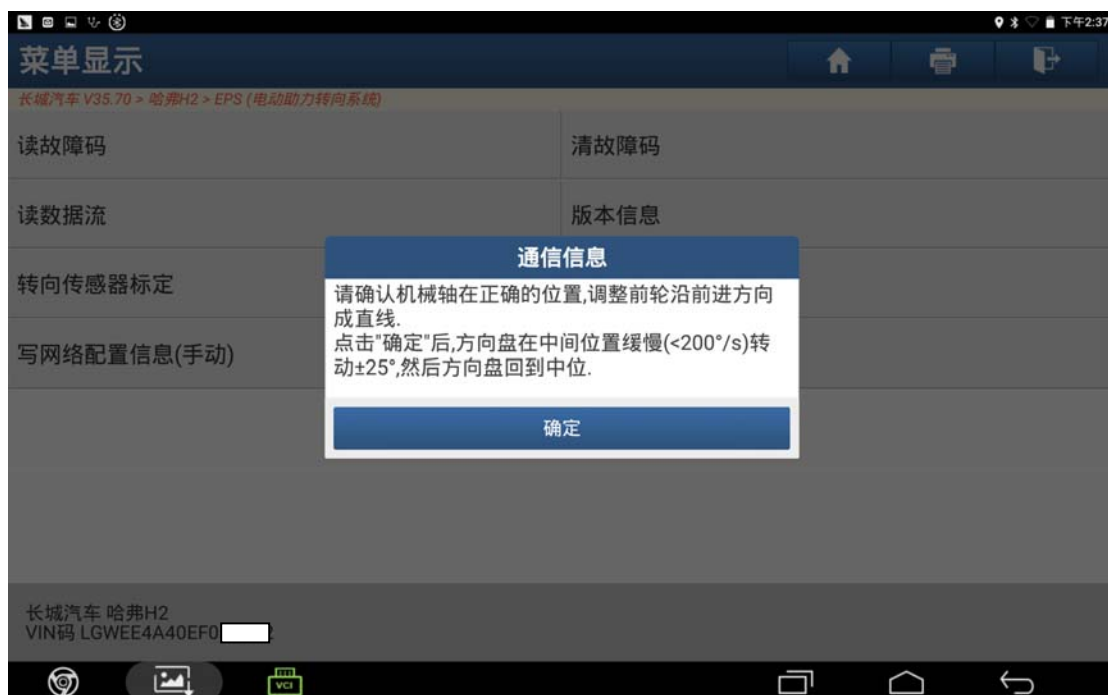 下午2:37
菜单显示
长城汽车 V35.70 > 哈弗H2 > EPS (电动助力转向系统)
读故障码
清故障码
读数据流
版本信息
转向传感器标定
写网络配置信息(手动)
通信信息
请确认机械轴在正确的位置,调整前轮沿前进方向
成直线.
点击"确定"后,方向盘在中间位置缓慢(<200°/s)转
动±25°,然后方向盘回到中位.
确定
长城汽车 哈弗H2
VIN码 LGWEE4A40EF0
VCI